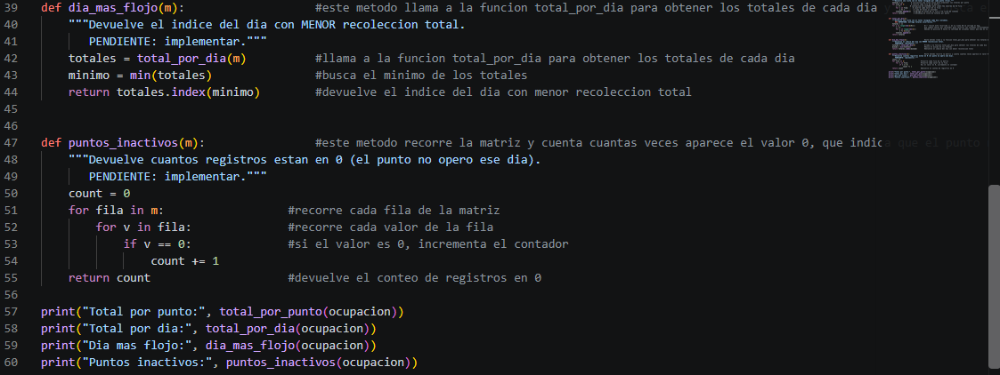 39 def dia_mas_flojo(m): #este metodo llama a la funcion total_por_dia para obtener los totales de cada dia
40 """Devuelve el indice del dia con MENOR recoleccion total.
41 PENDIENTE: implementar."""
42 totales = total_por_dia(m) #llama a la funcion total_por_dia para obtener los totales de cada dia
43 minimo = min(totales) #busca el minimo de los totales
44 return totales.index(minimo) #devuelve el indice del dia con menor recoleccion total
45
46
47 def puntos_inactivos(m): #este metodo recorre la matriz y cuenta cuantas veces aparece el valor 0, que indica que el punto
48 """Devuelve cuantos registros estan en 0 (el punto no opero ese dia).
49 PENDIENTE: implementar."""
50 count = 0
51 for fila in m: #recorre cada fila de la matriz
52 for v in fila: #recorre cada valor de la fila
53 if v == 0: #si el valor es 0, incrementa el contador
54 count += 1
55 return count #devuelve el conteo de registros en 0
56
57 print("Total por punto:", total_por_punto(ocupacion))
58 print("Total por dia:", total_por_dia(ocupacion))
59 print("Dia mas flojo:", dia_mas_flojo(ocupacion))
60 print("Puntos inactivos:", puntos_inactivos(ocupacion))